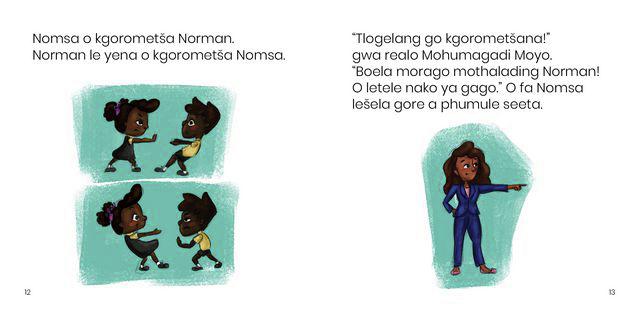 Nomsa o kgorometša Norman.
Norman le yena o kgorometša Nomsa.
12
“Tlogelang go kgorometšana!”
gwa realo Mohumagadi Moyo.
“Boela morago mothalading Norman!
O letele nako ya gago.” O fa Nomsa
lešela gore a phumule seeta.
13